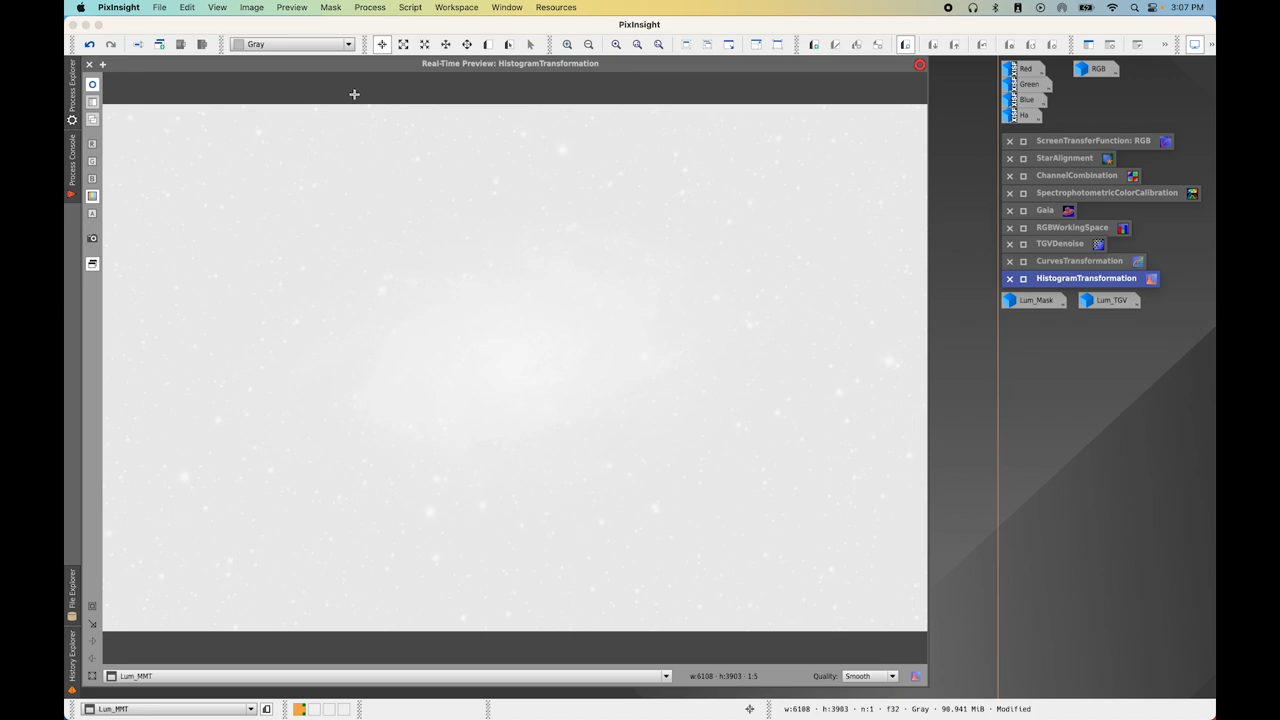 PixInsight File Edit View Image Preview Mask Process Script Workspace Window Resources 3:07 PM
PixInsight
Gray
Real-Time Preview: HistogramTransformation
Process Explorer
Process Console
File Explorer
History Explorer
R
G
B
A
Red
RGB
Green
Blue
Ha
ScreenTransferFunction: RGB
StarAlignment
ChannelCombination
SpectrophotometricColorCalibration
Gaia
RGBWorkingSpace
TGVDenoise
CurvesTransformation
HistogramTransformation
Lum_Mask Lum_TGV
Lum_MMT w:6108 · h:3903 · 1:5 Quality: Smooth
Lum_MMT w:6108 · h:3903 · n:1 · f32 · Gray · 90.941 MiB · Modified